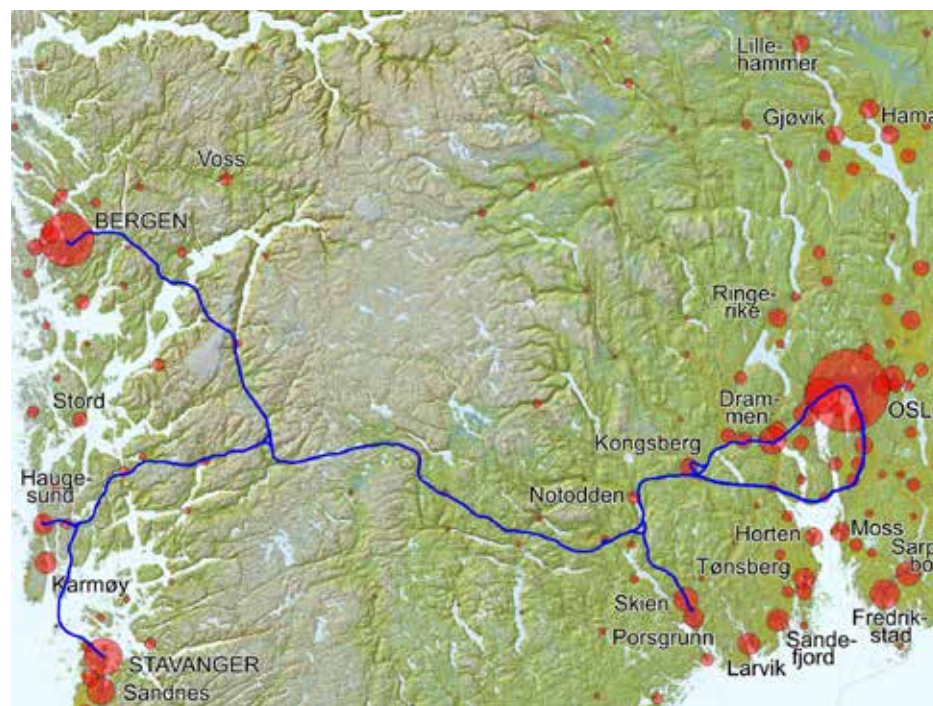 Lille-
hammer
Gjøvik
Hama
Voss
BERGEN
Ringe-
rike
Stord
Dram-
men
OSL
Kongsberg
Hauge-
sund
Notodden
Horten
Moss
Sarp
bo
Tønsberg
Karmøy
Skien
Fredrik-
stad
Porsgrunn
Sande-
fjord
Larvik
STAVANGER
Sandnes